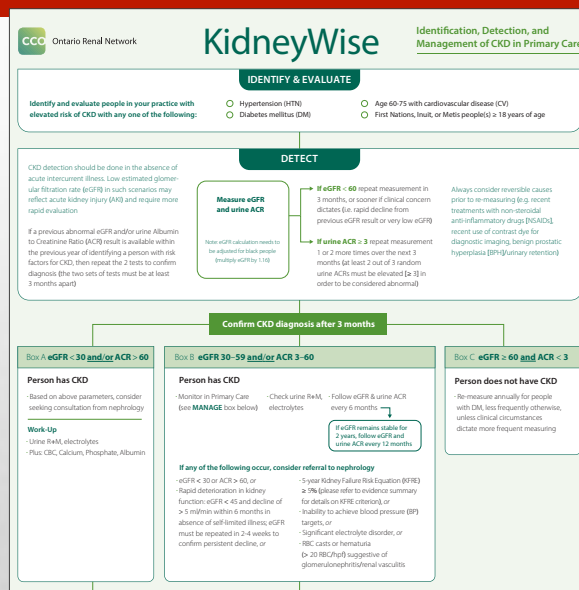 CCO Ontario Renal Network
KidneyWise
Identification, Detection, and
Management of CKD in Primary Care
IDENTIFY & EVALUATE
Identify and evaluate people in your practice with
elevated risk of CKD with any one of the following:
Hypertension (HTN)
Diabetes mellitus (DM)
Age 60-75 with cardiovascular disease (CV)
First Nations, Inuit, or Metis people(s) ≥ 18 years of age
DETECT
CKD detection should be done in the absence of
acute intercurrent illness. Low estimated glomer-
ular filtration rate (eGFR) in such scenarios may
reflect acute kidney injury (AKI) and require more
rapid evaluation
If a previous abnormal eGFR and/or urine Albumin
to Creatinine Ratio (ACR) result is available within
the previous year of identifying a person with risk
factors for CKD, then repeat the 2 tests to confirm
diagnosis (the two sets of tests must be at least
3 months apart)
Measure eGFR
and urine ACR
Note eGFR calculation needs to
be adjusted for black people
(multiply eGFR by 1.16)
If eGFR < 60 repeat measurement in
3 months, or sooner if clinical concern
dictates (i.e. rapid decline from
previous eGFR result or very low eGFR)
If urine ACR ≥ 3 repeat measurement
1 or 2 more times over the next 3
months (at least 2 out of 3 random
urine ACRs must be elevated [≥ 3] in
order to be considered abnormal)
Always consider reversible causes
prior to re-measuring (e.g. recent
treatments with non-steroidal
anti-inflammatory drugs [NSAIDs],
recent use of contrast dye for
diagnostic imaging, benign prostatic
hyperplasia [BPH]/urinary retention)
Confirm CKD diagnosis after 3 months
Box A eGFR < 30 and/or ACR > 60
Person has CKD
· Based on above parameters, consider
seeking consultation from nephrology
Work-Up
· Urine R+M, electrolytes
· Plus: CBC, Calcium, Phosphate, Albumin
Box B eGFR 30–59 and/or ACR 3–60
Person has CKD
· Monitor in Primary Care
(see MANAGE box below)
· Check urine R+M,
electrolytes
· Follow eGFR & urine ACR
every 6 months
If eGFR remains stable for
2 years, follow eGFR and
urine ACR every 12 months
If any of the following occur, consider referral to nephrology
· eGFR < 30 or ACR > 60, or
· Rapid deterioration in kidney
function: eGFR < 45 and decline of
> 5 ml/min within 6 months in
absence of self-limited illness; eGFR
must be repeated in 2-4 weeks to
confirm persistent decline, or
· 5-year Kidney Failure Risk Equation (KFRE)
≥ 5% (please refer to evidence summary
for details on KFRE criterion), or
· Inability to achieve blood pressure (BP)
targets, or
· Significant electrolyte disorder, or
· RBC casts or hematuria
(> 20 RBC/hpf) suggestive of
glomerulonephritis/renal vasculitis
Box C eGFR ≥ 60 and ACR < 3
Person does not have CKD
· Re-measure annually for people
with DM, less frequently otherwise,
unless clinical circumstances
dictate more frequent measuring